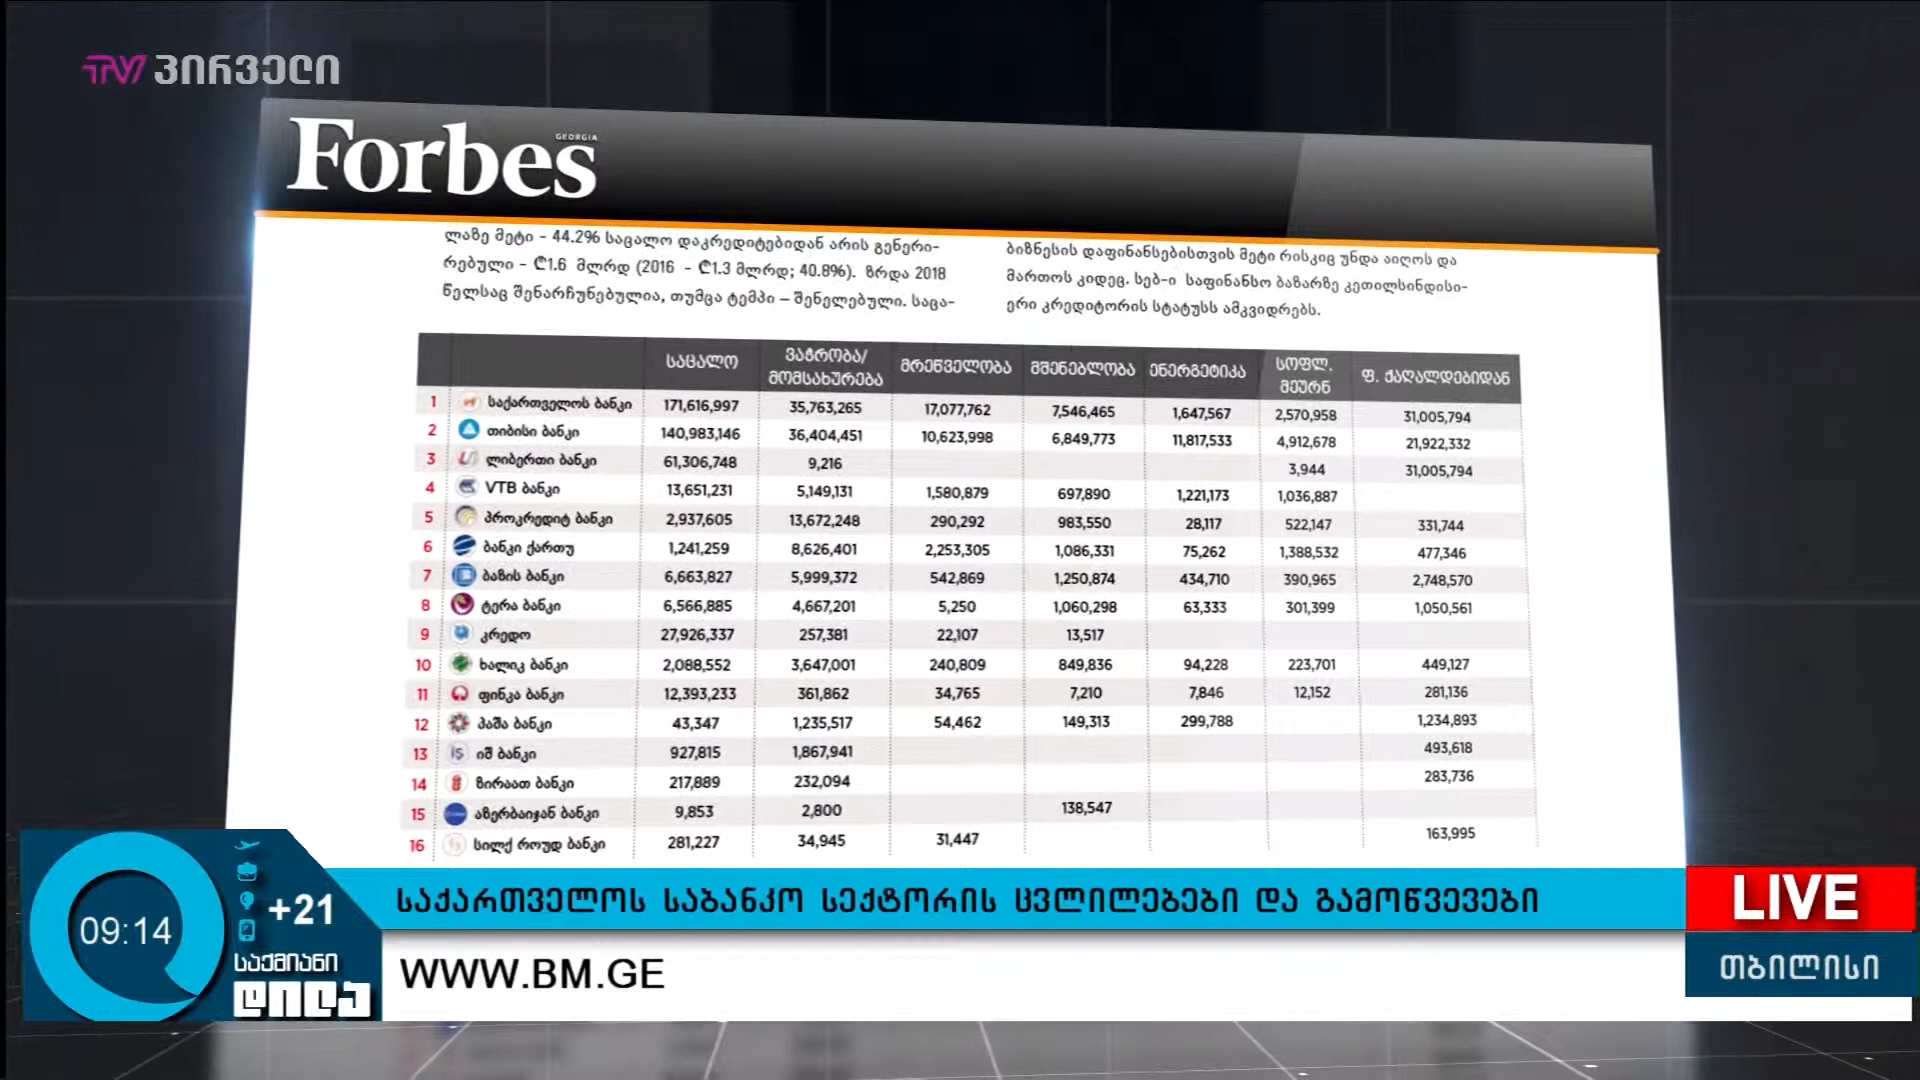 TV პირველი
Forbes
GEORGIA
ლაზე მეტი - 44.2% საცალო დაკრედიტებიდან არის გენერი-
რებული - ₾1.6 მლრდ (2016 - ₾1.3 მლრდ; 40.8%). ზრდა 2018
წელსაც შენარჩუნებულია, თუმცა ტემპი – შენელებული. საცა-
ბიზნესის დაფინანსებისთვის მეტი რისკიც უნდა აიღოს და
მართოს კიდეც. სებ-ი საფინანსო ბაზარზე კეთილსინდისი-
ერი კრედიტორის სტატუსს ამკვიდრებს.
საცალო ვაჭრობა/ მომსახურება მრეწველობა მშენებლობა ენერგეტიკა სოფლ. მეურნ ფ. ქაღალდებიდან
1 საქართველოს ბანკი 171,616,997 35,763,265 17,077,762 7,546,465 1,647,567 2,570,958 31,005,794
2 თიბისი ბანკი 140,983,146 36,404,451 10,623,998 6,849,773 11,817,533 4,912,678 21,922,332
3 ლიბერთი ბანკი 61,306,748 9,216 3,944 31,005,794
4 VTB ბანკი 13,651,231 5,149,131 1,580,879 697,890 1,221,173 1,036,887
5 პროკრედიტ ბანკი 2,937,605 13,672,248 290,292 983,550 28,117 522,147 331,744
6 ბანკი ქართუ 1,241,259 8,626,401 2,253,305 1,086,331 75,262 1,388,532 477,346
7 ბაზის ბანკი 6,663,827 5,999,372 542,869 1,250,874 434,710 390,965 2,748,570
8 ტერა ბანკი 6,566,885 4,667,201 5,250 1,060,298 63,333 301,399 1,050,561
9 კრედო 27,926,337 257,381 22,107 13,517
10 ხალიკ ბანკი 2,088,552 3,647,001 240,809 849,836 94,228 223,701 449,127
11 ფინკა ბანკი 12,393,233 361,862 34,765 7,210 7,846 12,152 281,136
12 პაშა ბანკი 43,347 1,235,517 54,462 149,313 299,788 1,234,893
13 იშ ბანკი 927,815 1,867,941 493,618
14 ზირაათ ბანკი 217,889 232,094 283,736
15 აზერბაიჯან ბანკი 9,853 2,800 138,547
16 სილქ როუდ ბანკი 281,227 34,945 31,447 163,995
09:14
+21
საქმიანი
დილა
საქართველოს საბანკო სექტორის ცვლილებები და გამოწვევები
WWW.BM.GE
LIVE
თბილისი